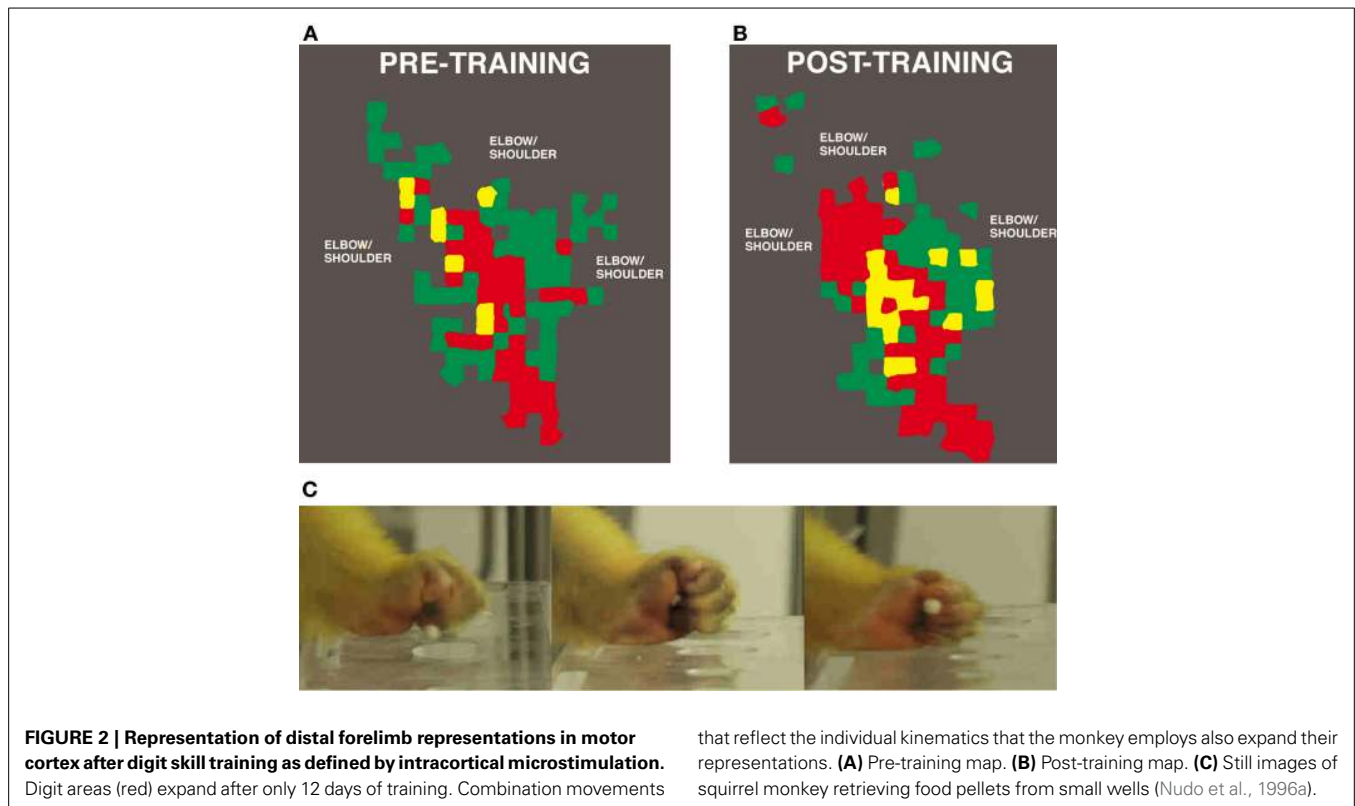 A
PRE-TRAINING
ELBOW/
SHOULDER
ELBOW/
SHOULDER
ELBOW/
SHOULDER
B
POST-TRAINING
ELBOW/
SHOULDER
ELBOW/
SHOULDER
ELBOW/
SHOULDER
C
FIGURE 2 | Representation of distal forelimb representations in motor
cortex after digit skill training as defined by intracortical microstimulation.
Digit areas (red) expand after only 12 days of training. Combination movements
that reflect the individual kinematics that the monkey employs also expand their
representations. (A) Pre-training map. (B) Post-training map. (C) Still images of
squirrel monkey retrieving food pellets from small wells (Nudo et al., 1996a).